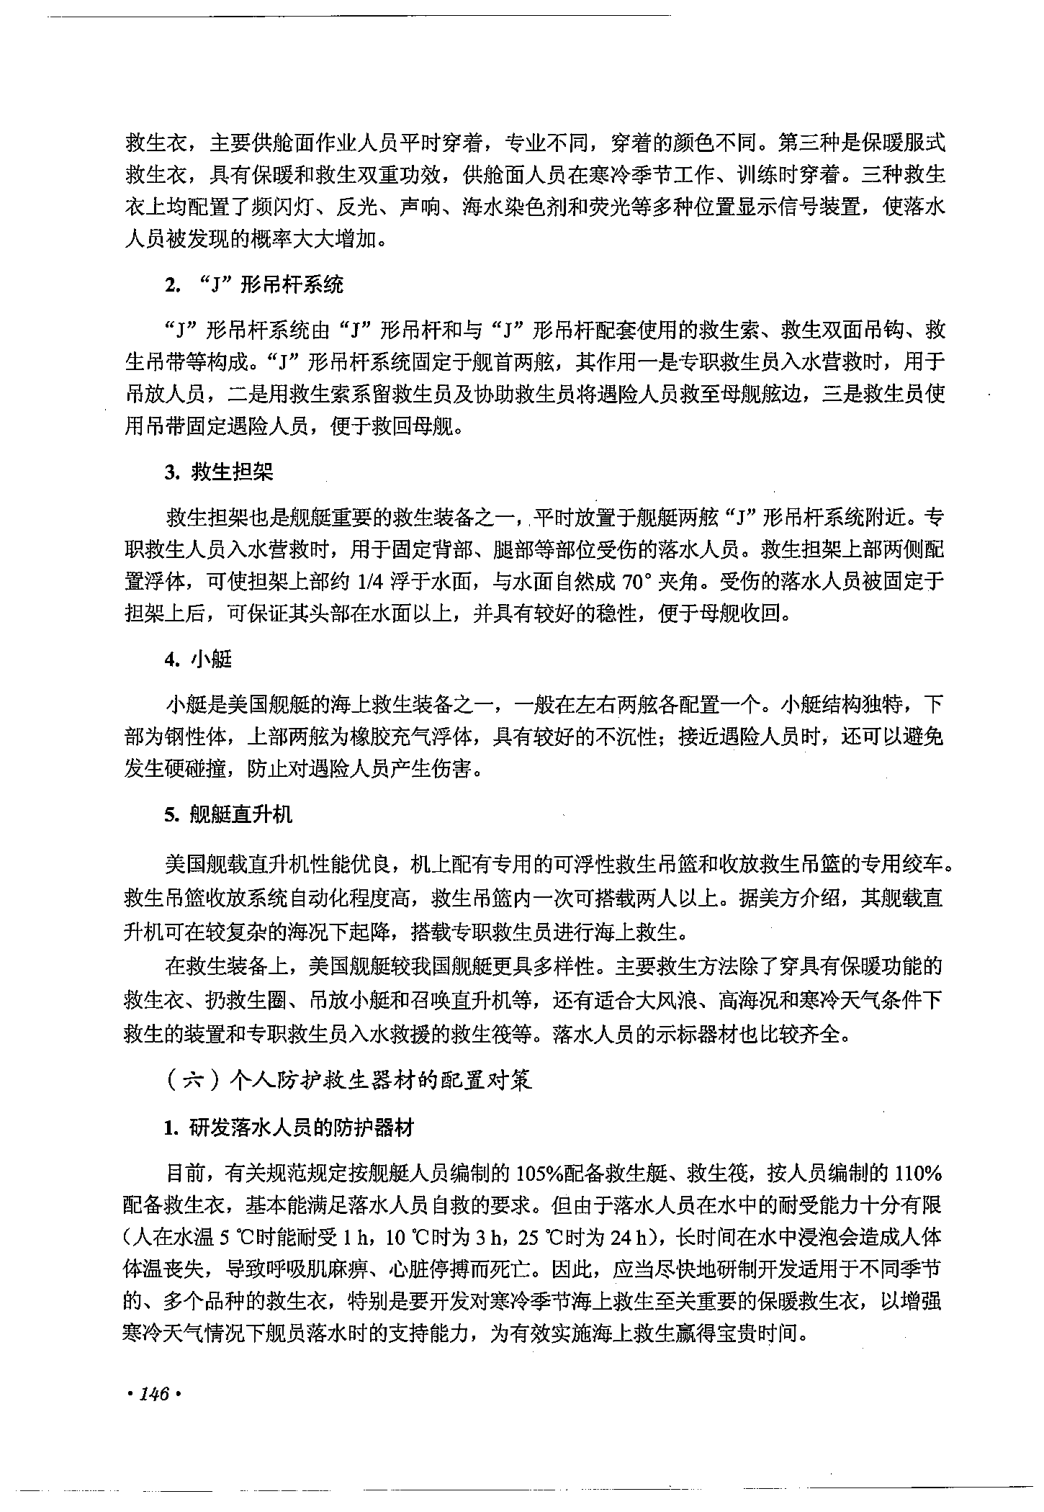 救生衣，主要供舱面作业人员平时穿着，专业不同，穿着的颜色不同。第三种是保暖服式
救生衣，具有保暖和救生双重功效，供舱面人员在寒冷季节工作、训练时穿着。三种救生
衣上均配置了频闪灯、反光、声响、海水染色剂和荧光等多种位置显示信号装置，使落水
人员被发现的概率大大增加。
2. “J”形吊杆系统
“J”形吊杆系统由“J”形吊杆和与“J”形吊杆配套使用的救生索、救生双面吊钩、救
生吊带等构成。“J”形吊杆系统固定于舰首两舷，其作用一是专职救生员入水营救时，用于
吊放人员，二是用救生索系留救生员及协助救生员将遇险人员救至母舰舷边，三是救生员使
用吊带固定遇险人员，便于救回母舰。
3. 救生担架
救生担架也是舰艇重要的救生装备之一，平时放置于舰艇两舷“J”形吊杆系统附近。专
职救生人员入水营救时，用于固定背部、腿部等部位受伤的落水人员。救生担架上部两侧配
置浮体，可使担架上部约 1/4 浮于水面，与水面自然成 70° 夹角。受伤的落水人员被固定于
担架上后，可保证其头部在水面以上，并具有较好的稳性，便于母舰收回。
4. 小艇
小艇是美国舰艇的海上救生装备之一，一般在左右两舷各配置一个。小艇结构独特，下
部为钢性体，上部两舷为橡胶充气浮体，具有较好的不沉性；接近遇险人员时，还可以避免
发生硬碰撞，防止对遇险人员产生伤害。
5. 舰艇直升机
美国舰载直升机性能优良，机上配有专用的可浮性救生吊篮和收放救生吊篮的专用绞车。
救生吊篮收放系统自动化程度高，救生吊篮内一次可搭载两人以上。据美方介绍，其舰载直
升机可在较复杂的海况下起降，搭载专职救生员进行海上救生。
在救生装备上，美国舰艇较我国舰艇更具多样性。主要救生方法除了穿具有保暖功能的
救生衣、扔救生圈、吊放小艇和召唤直升机等，还有适合大风浪、高海况和寒冷天气条件下
救生的装置和专职救生员入水救援的救生筏等。落水人员的示标器材也比较齐全。
（六）个人防护救生器材的配置对策
1. 研发落水人员的防护器材
目前，有关规范规定按舰艇人员编制的 105%配备救生艇、救生筏，按人员编制的 110%
配备救生衣，基本能满足落水人员自救的要求。但由于落水人员在水中的耐受能力十分有限
（人在水温 5 ℃时能耐受 1 h，10 ℃时为 3 h，25 ℃时为 24 h），长时间在水中浸泡会造成人体
体温丧失，导致呼吸肌麻痹、心脏停搏而死亡。因此，应当尽快地研制开发适用于不同季节
的、多个品种的救生衣，特别是要开发对寒冷季节海上救生至关重要的保暖救生衣，以增强
寒冷天气情况下舰员落水时的支持能力，为有效实施海上救生赢得宝贵时间。
·146·